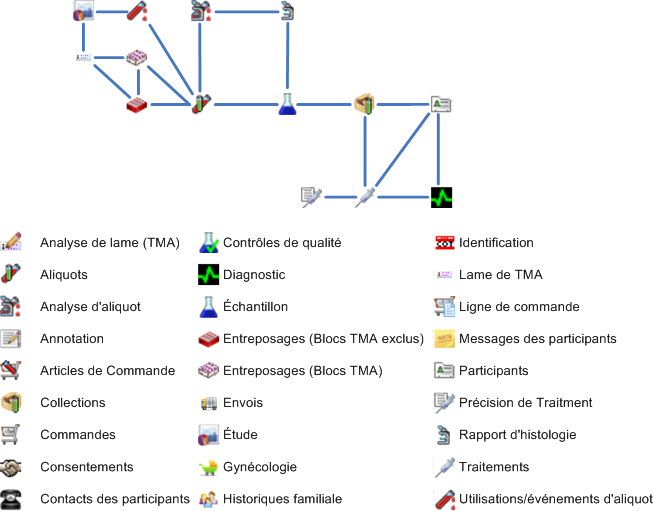 Analyse de lame (TMA)
Contrôles de qualité
Identification
Aliquots
Diagnostic
Lame de TMA
Analyse d'aliquot
Échantillon
Ligne de commande
Annotation
Entreposages (Blocs TMA exclus)
Messages des participants
Articles de Commande
Entreposages (Blocs TMA)
Participants
Collections
Envois
Précision de Traitment
Commandes
Étude
Rapport d'histologie
Consentements
Gynécologie
Traitements
Contacts des participants
Historiques familiale
Utilisations/événements d'aliquot